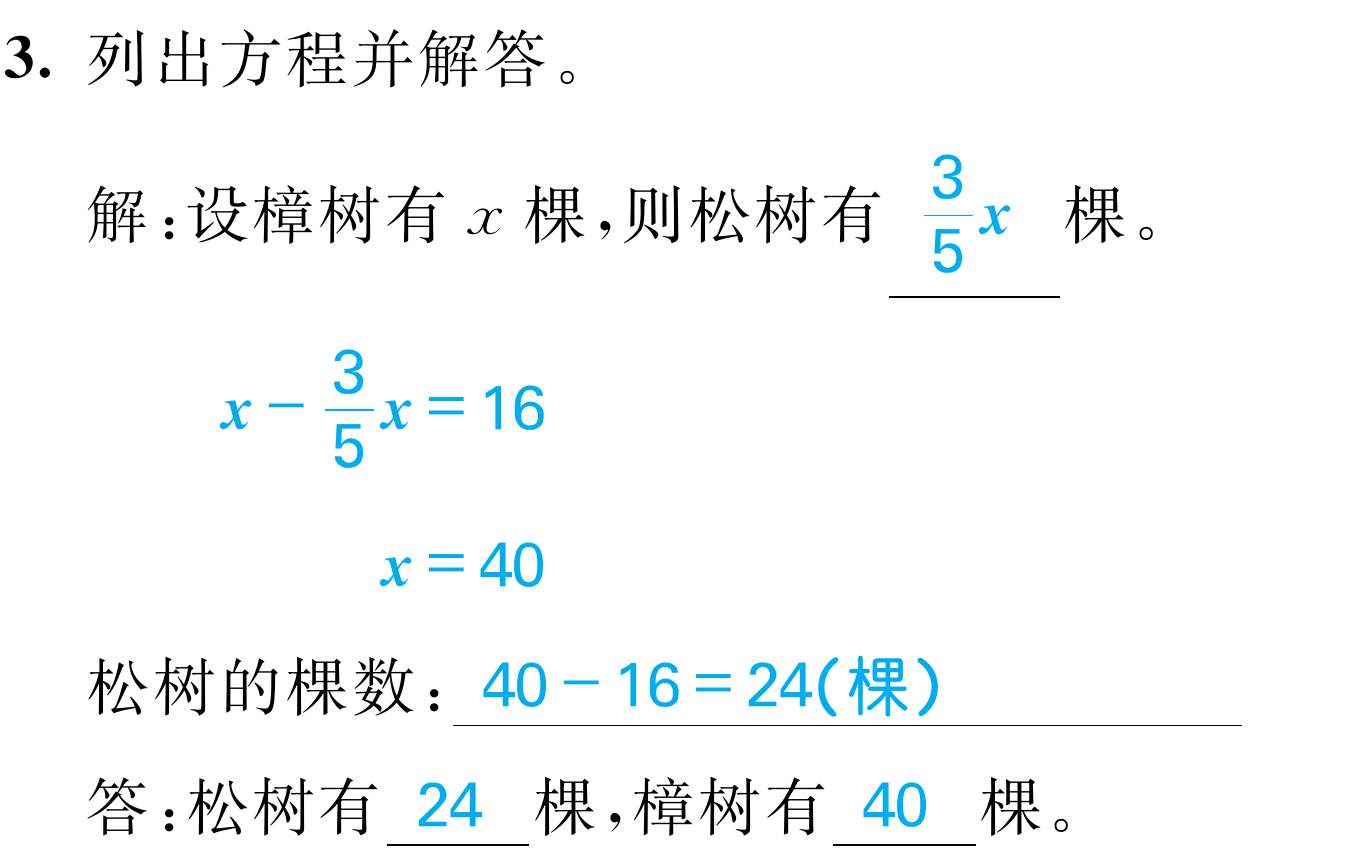 3. 列出方程并解答。
解:设樟树有 x 棵,则松树有 3/5 x 棵。
x − 3/5 x = 16
x = 40
松树的棵数: 40 − 16 = 24(棵)
答:松树有 24 棵,樟树有 40 棵。